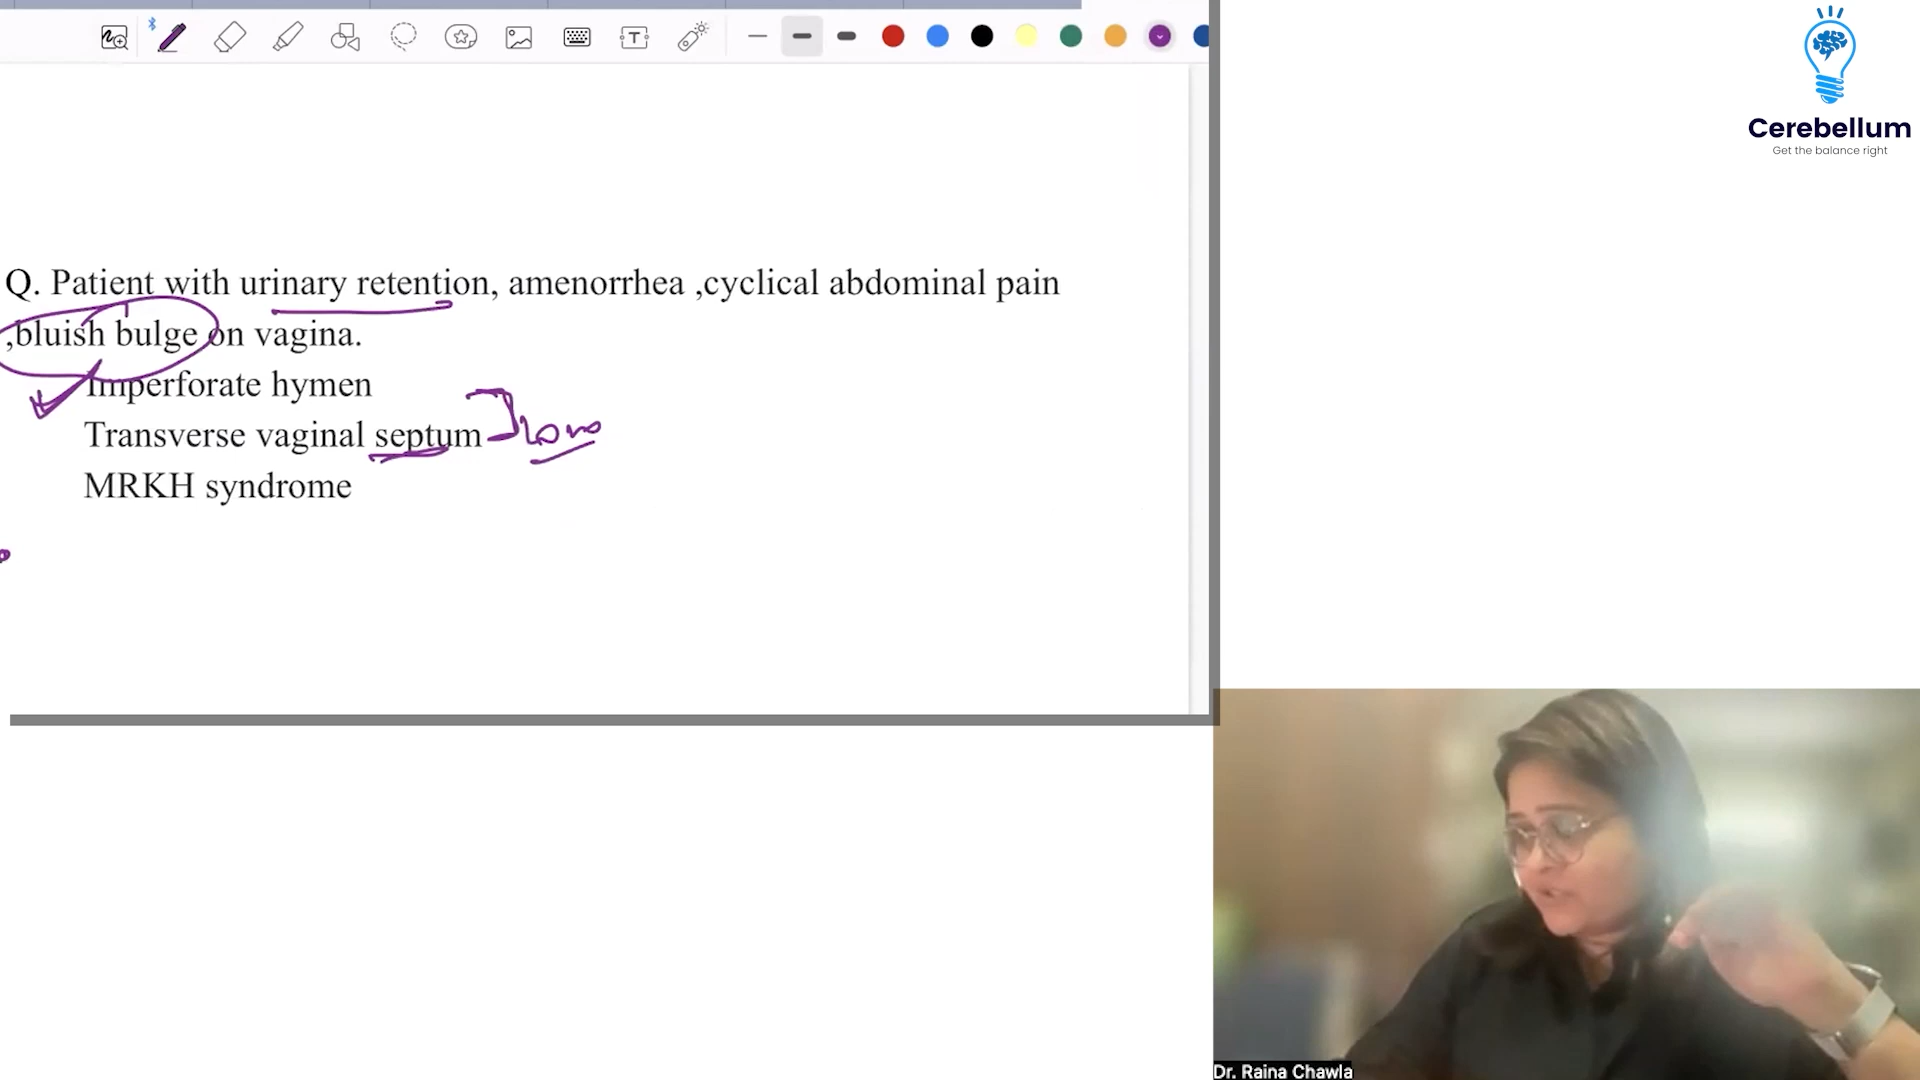 Cerebellum
Get the balance right
Q. Patient with urinary retention, amenorrhea ,cyclical abdominal pain
,bluish bulge on vagina.
Imperforate hymen
Transverse vaginal septum
MRKH syndrome
Dr. Raina Chawla